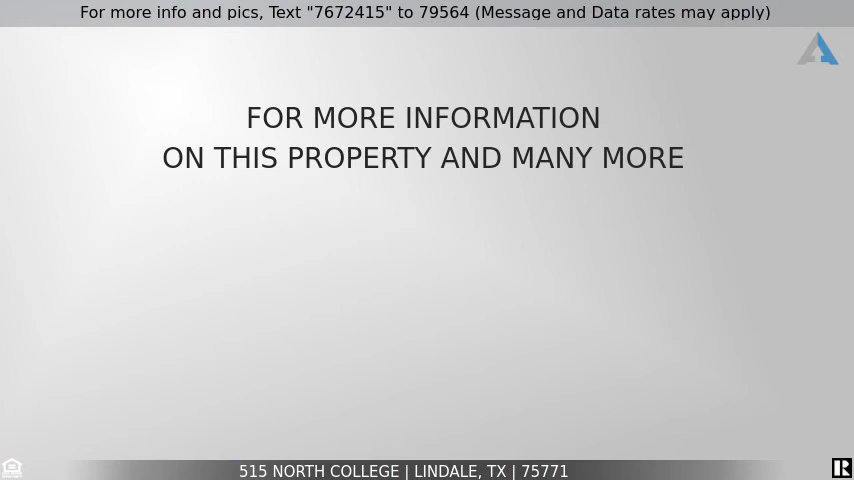 For more info and pics, Text "7672415" to 79564 (Message and Data rates may apply)
FOR MORE INFORMATION
ON THIS PROPERTY AND MANY MORE
515 NORTH COLLEGE | LINDALE, TX | 75771